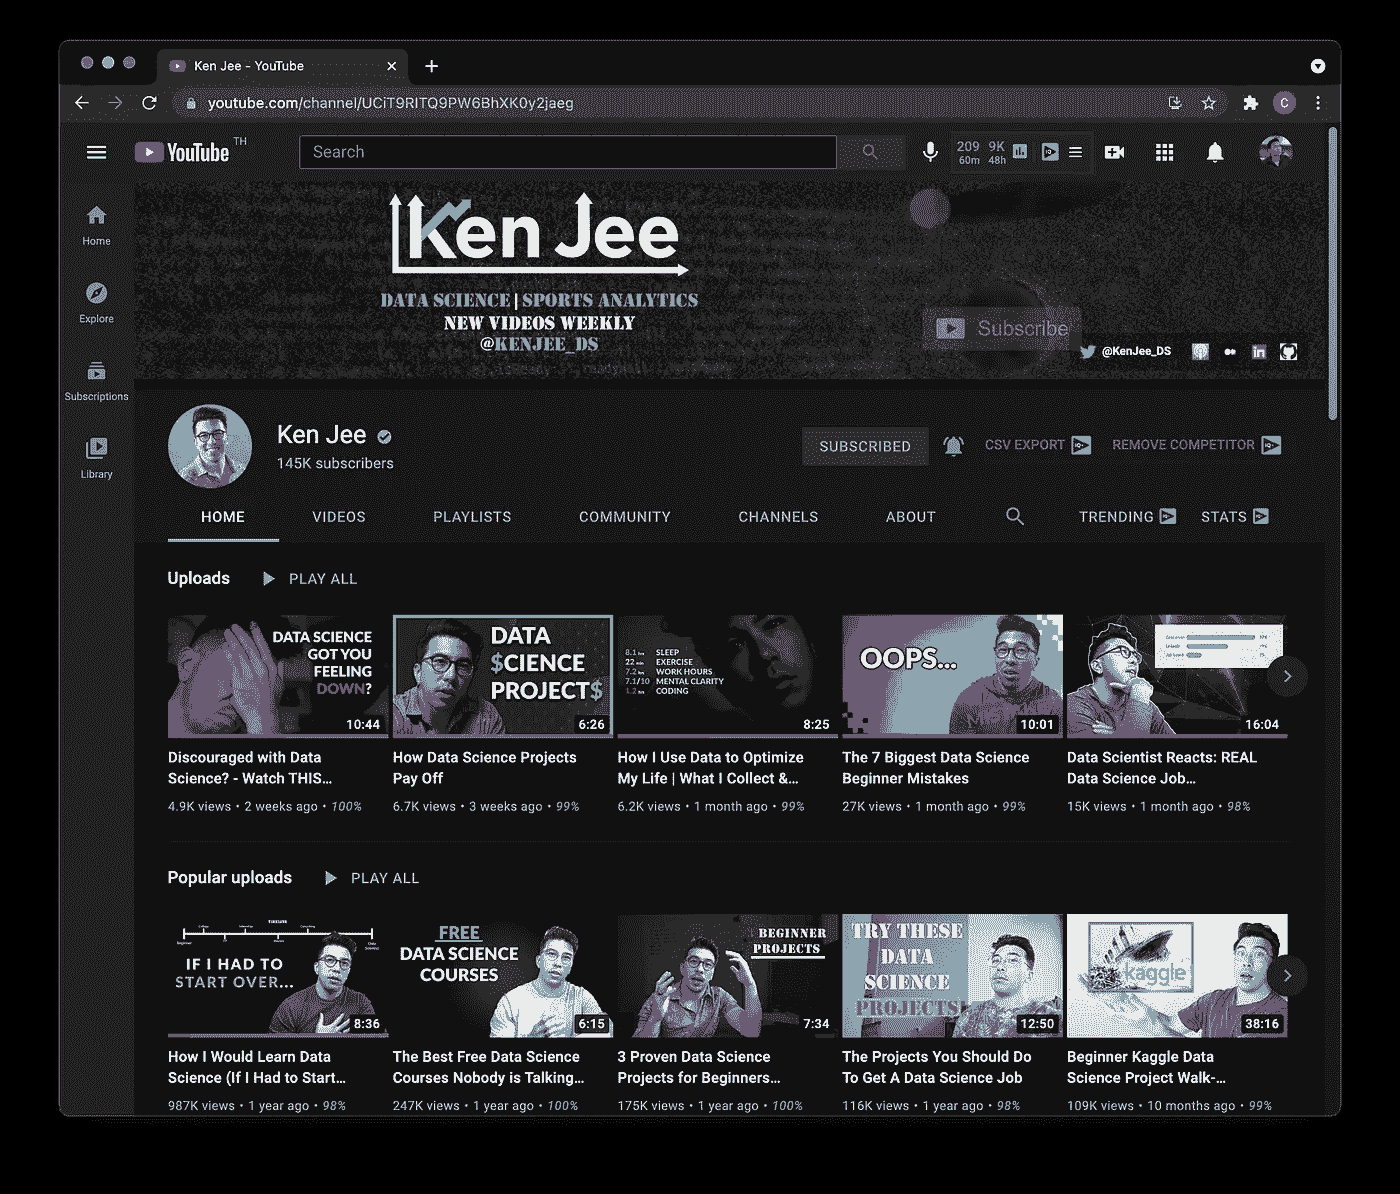 Ken Jee - YouTube
youtube.com/channel/UCiT9RITQ9PW6BhXK0y2jaeg
C
YouTube TH
Search
209 9K
60m 48h
Home
Explore
Subscriptions
Library
Ken Jee
DATA SCIENCE | SPORTS ANALYTICS
NEW VIDEOS WEEKLY
@KENJEE_DS
Subscribe
@KenJee_DS
Ken Jee
145K subscribers
SUBSCRIBED
CSV EXPORT
REMOVE COMPETITOR
HOME VIDEOS PLAYLISTS COMMUNITY CHANNELS ABOUT TRENDING STATS
Uploads PLAY ALL
DATA SCIENCE
GOT YOU
FEELING
DOWN?
10:44
Discouraged with Data
Science? - Watch THIS...
4.9K views • 2 weeks ago • 100%
DATA
$CIENCE
PROJECT$
6:26
How Data Science Projects
Pay Off
6.7K views • 3 weeks ago • 99%
8.1 hrs SLEEP
22 min EXERCISE
7.2 hrs WORK HOURS
7.1/10 MENTAL CLARITY
1.2 hrs CODING
8:25
How I Use Data to Optimize
My Life | What I Collect &...
6.2K views • 1 month ago • 99%
OOPS...
10:01
The 7 Biggest Data Science
Beginner Mistakes
27K views • 1 month ago • 99%
16:04
Data Scientist Reacts: REAL
Data Science Job...
15K views • 1 month ago • 98%
Popular uploads PLAY ALL
IF I HAD TO
START OVER...
8:36
How I Would Learn Data
Science (If I Had to Start...
987K views • 1 year ago • 98%
FREE
DATA SCIENCE
COURSES
6:15
The Best Free Data Science
Courses Nobody is Talking...
247K views • 1 year ago • 100%
BEGINNER
PROJECTS
7:34
3 Proven Data Science
Projects for Beginners...
175K views • 1 year ago • 100%
TRY THESE
DATA
SCIENCE
PROJECTS!
12:50
The Projects You Should Do
To Get A Data Science Job
116K views • 1 year ago • 98%
kaggle
38:16
Beginner Kaggle Data
Science Project Walk-...
109K views • 10 months ago • 99%